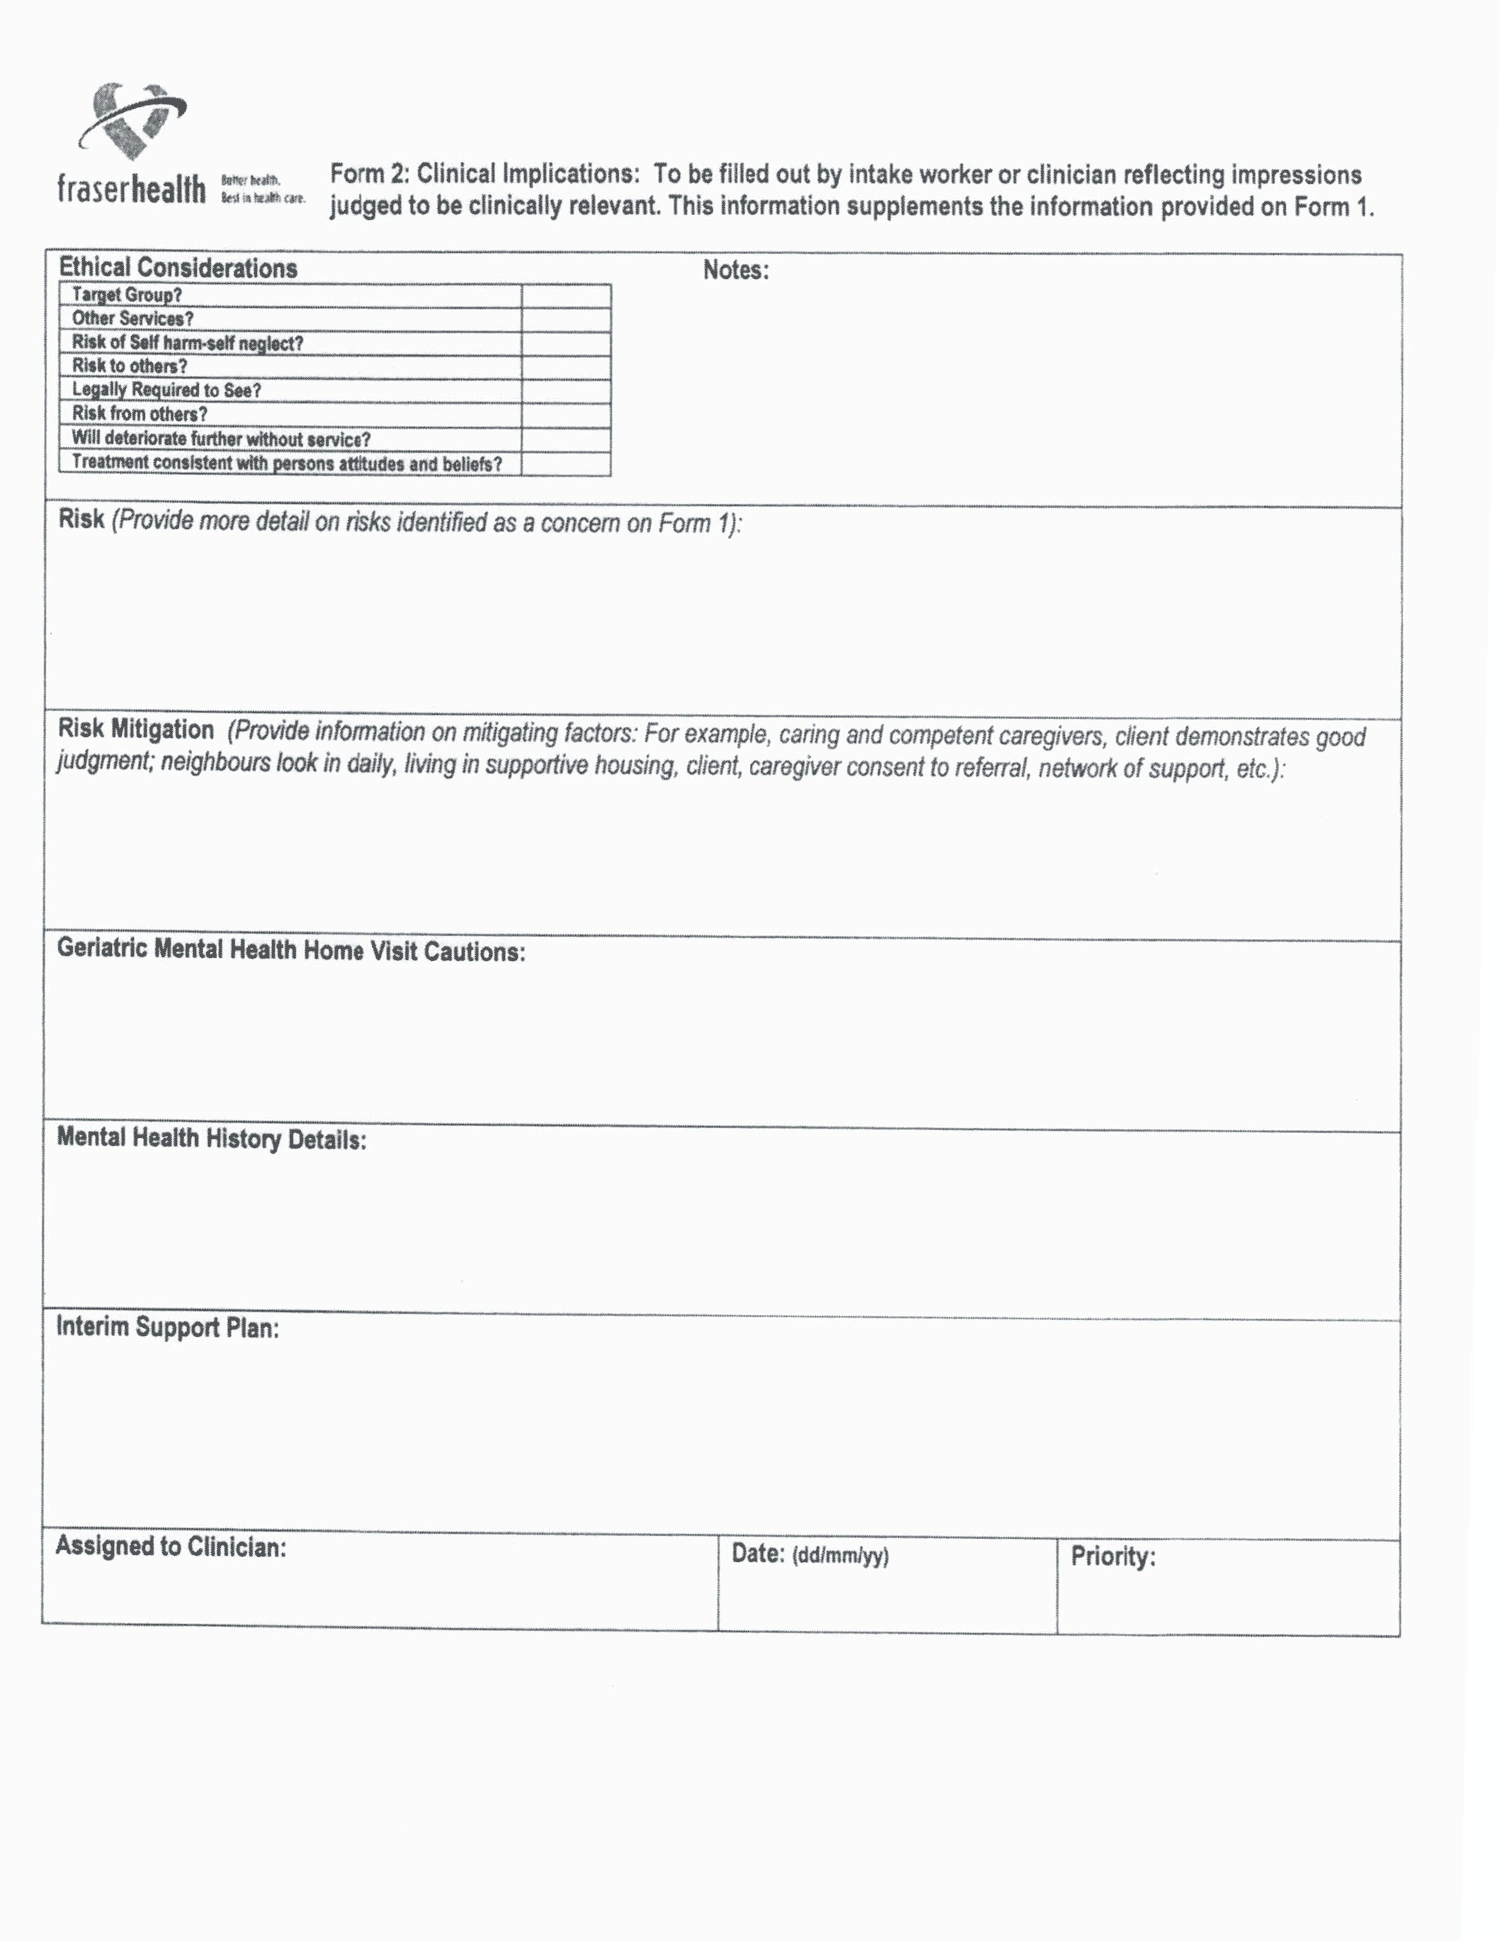 fraserhealth
Better health.
Best in health care.
Form 2: Clinical Implications: To be filled out by intake worker or clinician reflecting impressions
judged to be clinically relevant. This information supplements the information provided on Form 1.
Ethical Considerations
Notes:
Target Group?
Other Services?
Risk of Self harm-self neglect?
Risk to others?
Legally Required to See?
Risk from others?
Will deteriorate further without service?
Treatment consistent with persons attitudes and beliefs?
Risk (Provide more detail on risks identified as a concern on Form 1):
Risk Mitigation (Provide information on mitigating factors: For example, caring and competent caregivers, client demonstrates good
judgment; neighbours look in daily, living in supportive housing, client, caregiver consent to referral, network of support, etc.):
Geriatric Mental Health Home Visit Cautions:
Mental Health History Details:
Interim Support Plan:
Assigned to Clinician:
Date: (dd/mm/yy)
Priority: